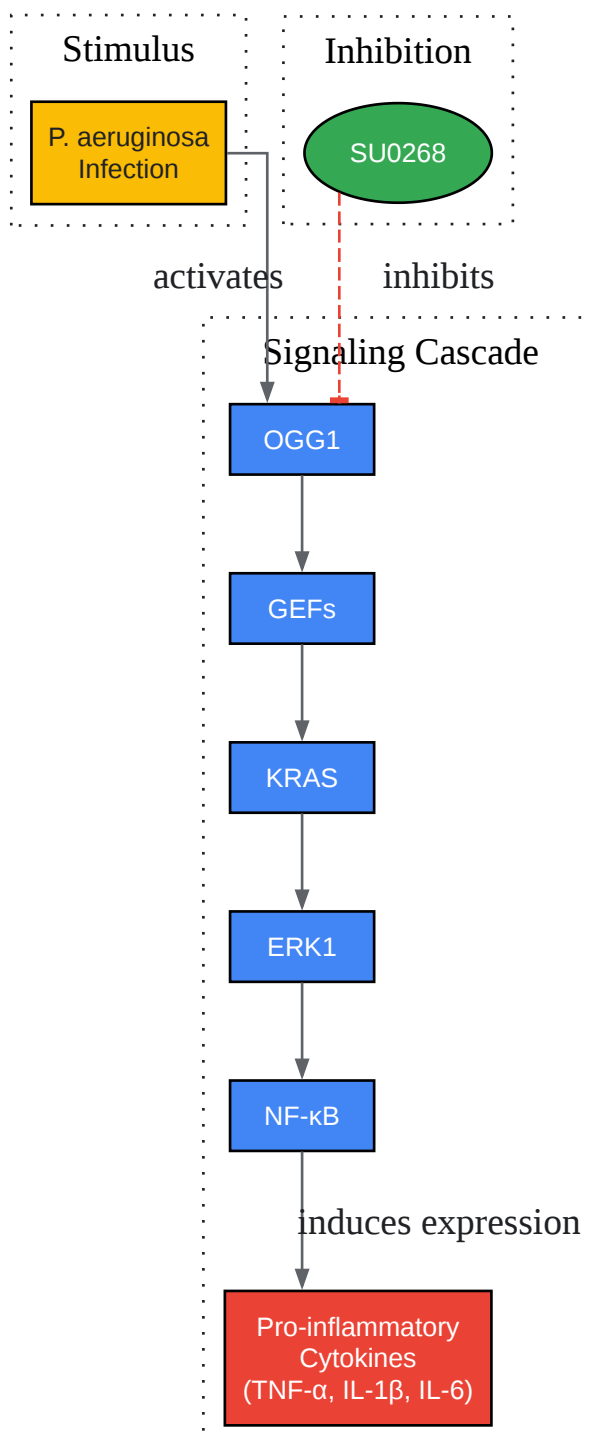 Stimulus
Inhibition
P. aeruginosa
Infection
SU0268
activates
inhibits
Signaling Cascade
OGG1
GEFs
KRAS
ERK1
NF-κB
induces expression
Pro-inflammatory
Cytokines
(TNF-α, IL-1β, IL-6)